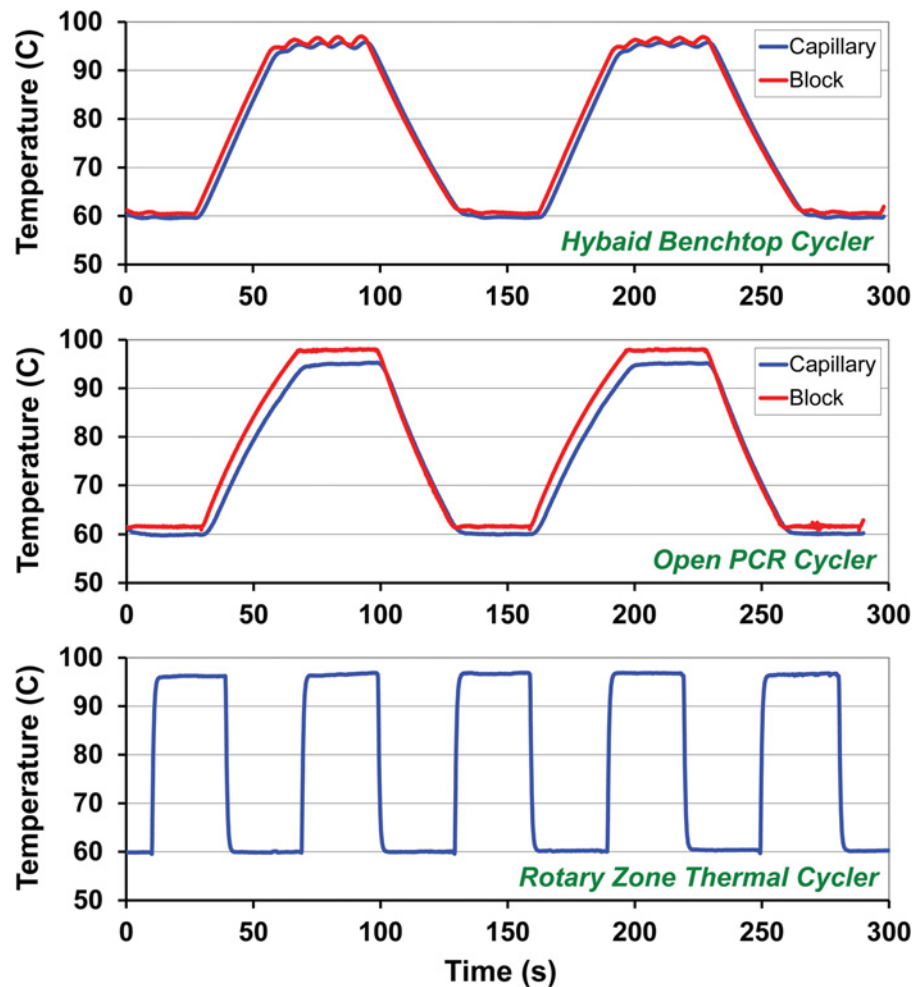 100
90
80
70
60
50
Temperature (C)
Capillary
Block
Hybaid Benchtop Cycler
0 50 100 150 200 250 300
100
90
80
70
60
50
Temperature (C)
Capillary
Block
Open PCR Cycler
0 50 100 150 200 250 300
100
90
80
70
60
50
Temperature (C)
Rotary Zone Thermal Cycler
0 50 100 150 200 250 300
Time (s)